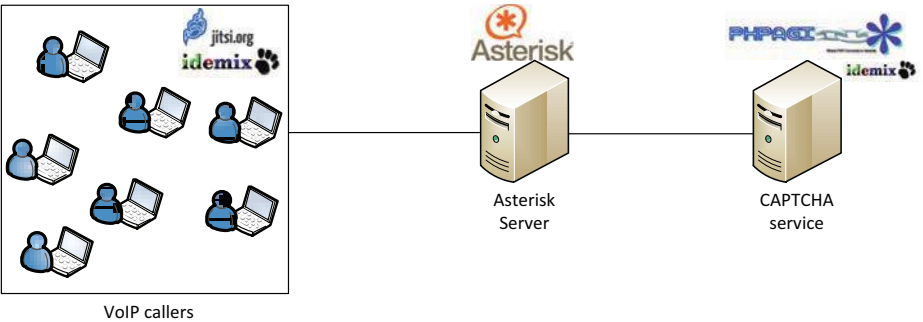 jitsi.org
idemix
Asterisk
PHPAGI
idemix
Asterisk
Server
CAPTCHA
service
VoIP callers